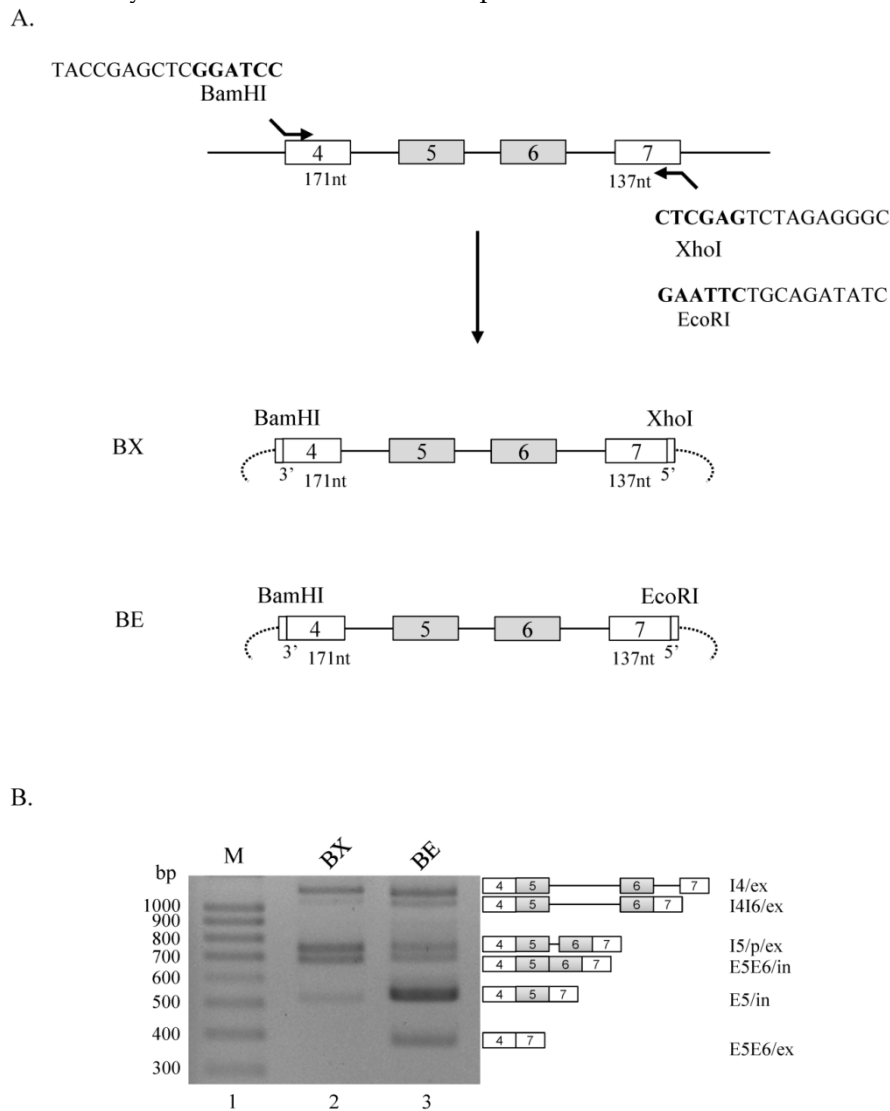 A.
TACCGAGCTCGGATCC
BamHI
4 5 6 7
171nt 137nt
CTCGAGTCTAGAGGGC
XhoI
GAATTCTGCAGATATC
EcoRI
BamHI XhoI
BX 4 5 6 7
3’ 171nt 137nt 5’
BamHI EcoRI
BE 4 5 6 7
3’ 171nt 137nt 5’
B.
M BX BE
bp
4 5 6 7 I4/ex
1000 4 5 6 7 I4I6/ex
900
800 4 5 6 7 I5/p/ex
700 4 5 6 7 E5E6/in
600
500 4 5 7 E5/in
400 4 7 E5E6/ex
300
1 2 3